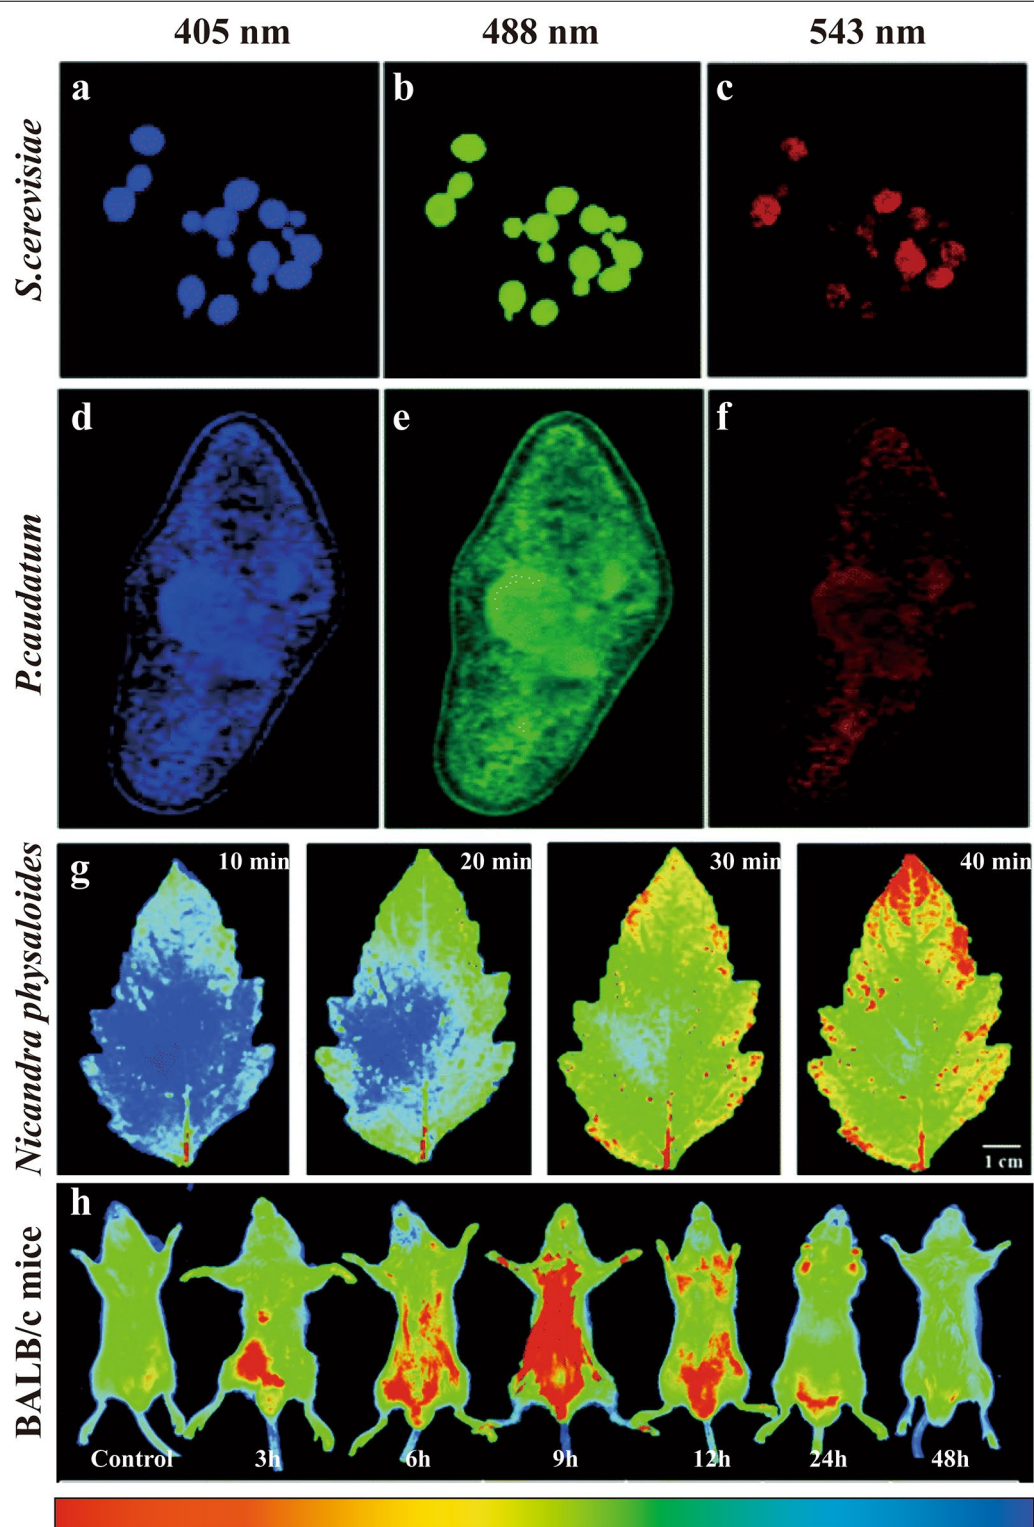 405 nm 488 nm 543 nm
S.cerevisiae
a b c
P.caudatum
d e f
Nicandra physaloides
g 10 min 20 min 30 min 40 min
1 cm
BALB/c mice
h
Control 3h 6h 9h 12h 24h 48h